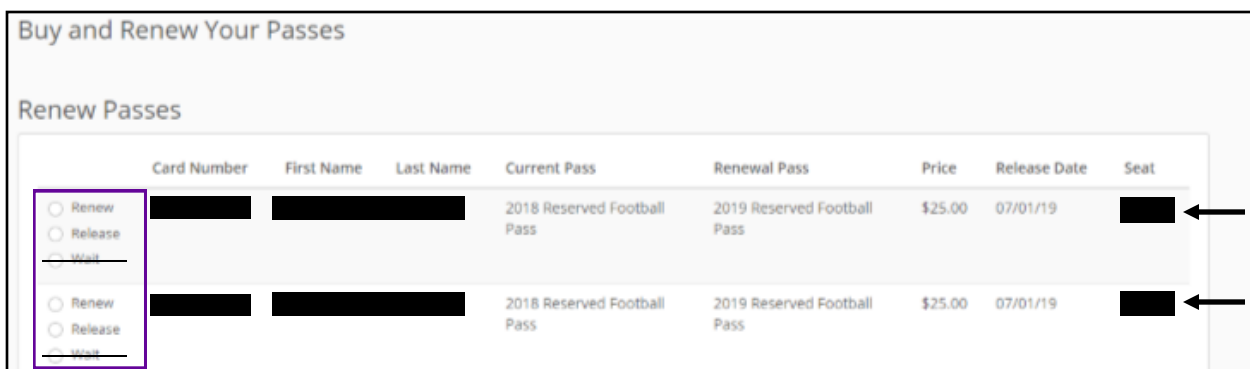 Buy and Renew Your Passes
Renew Passes
Card Number First Name Last Name Current Pass Renewal Pass Price Release Date Seat
Renew 2018 Reserved Football 2019 Reserved Football $25.00 07/01/19
Release Pass Pass
Wait
Renew 2018 Reserved Football 2019 Reserved Football $25.00 07/01/19
Release Pass Pass
Wait